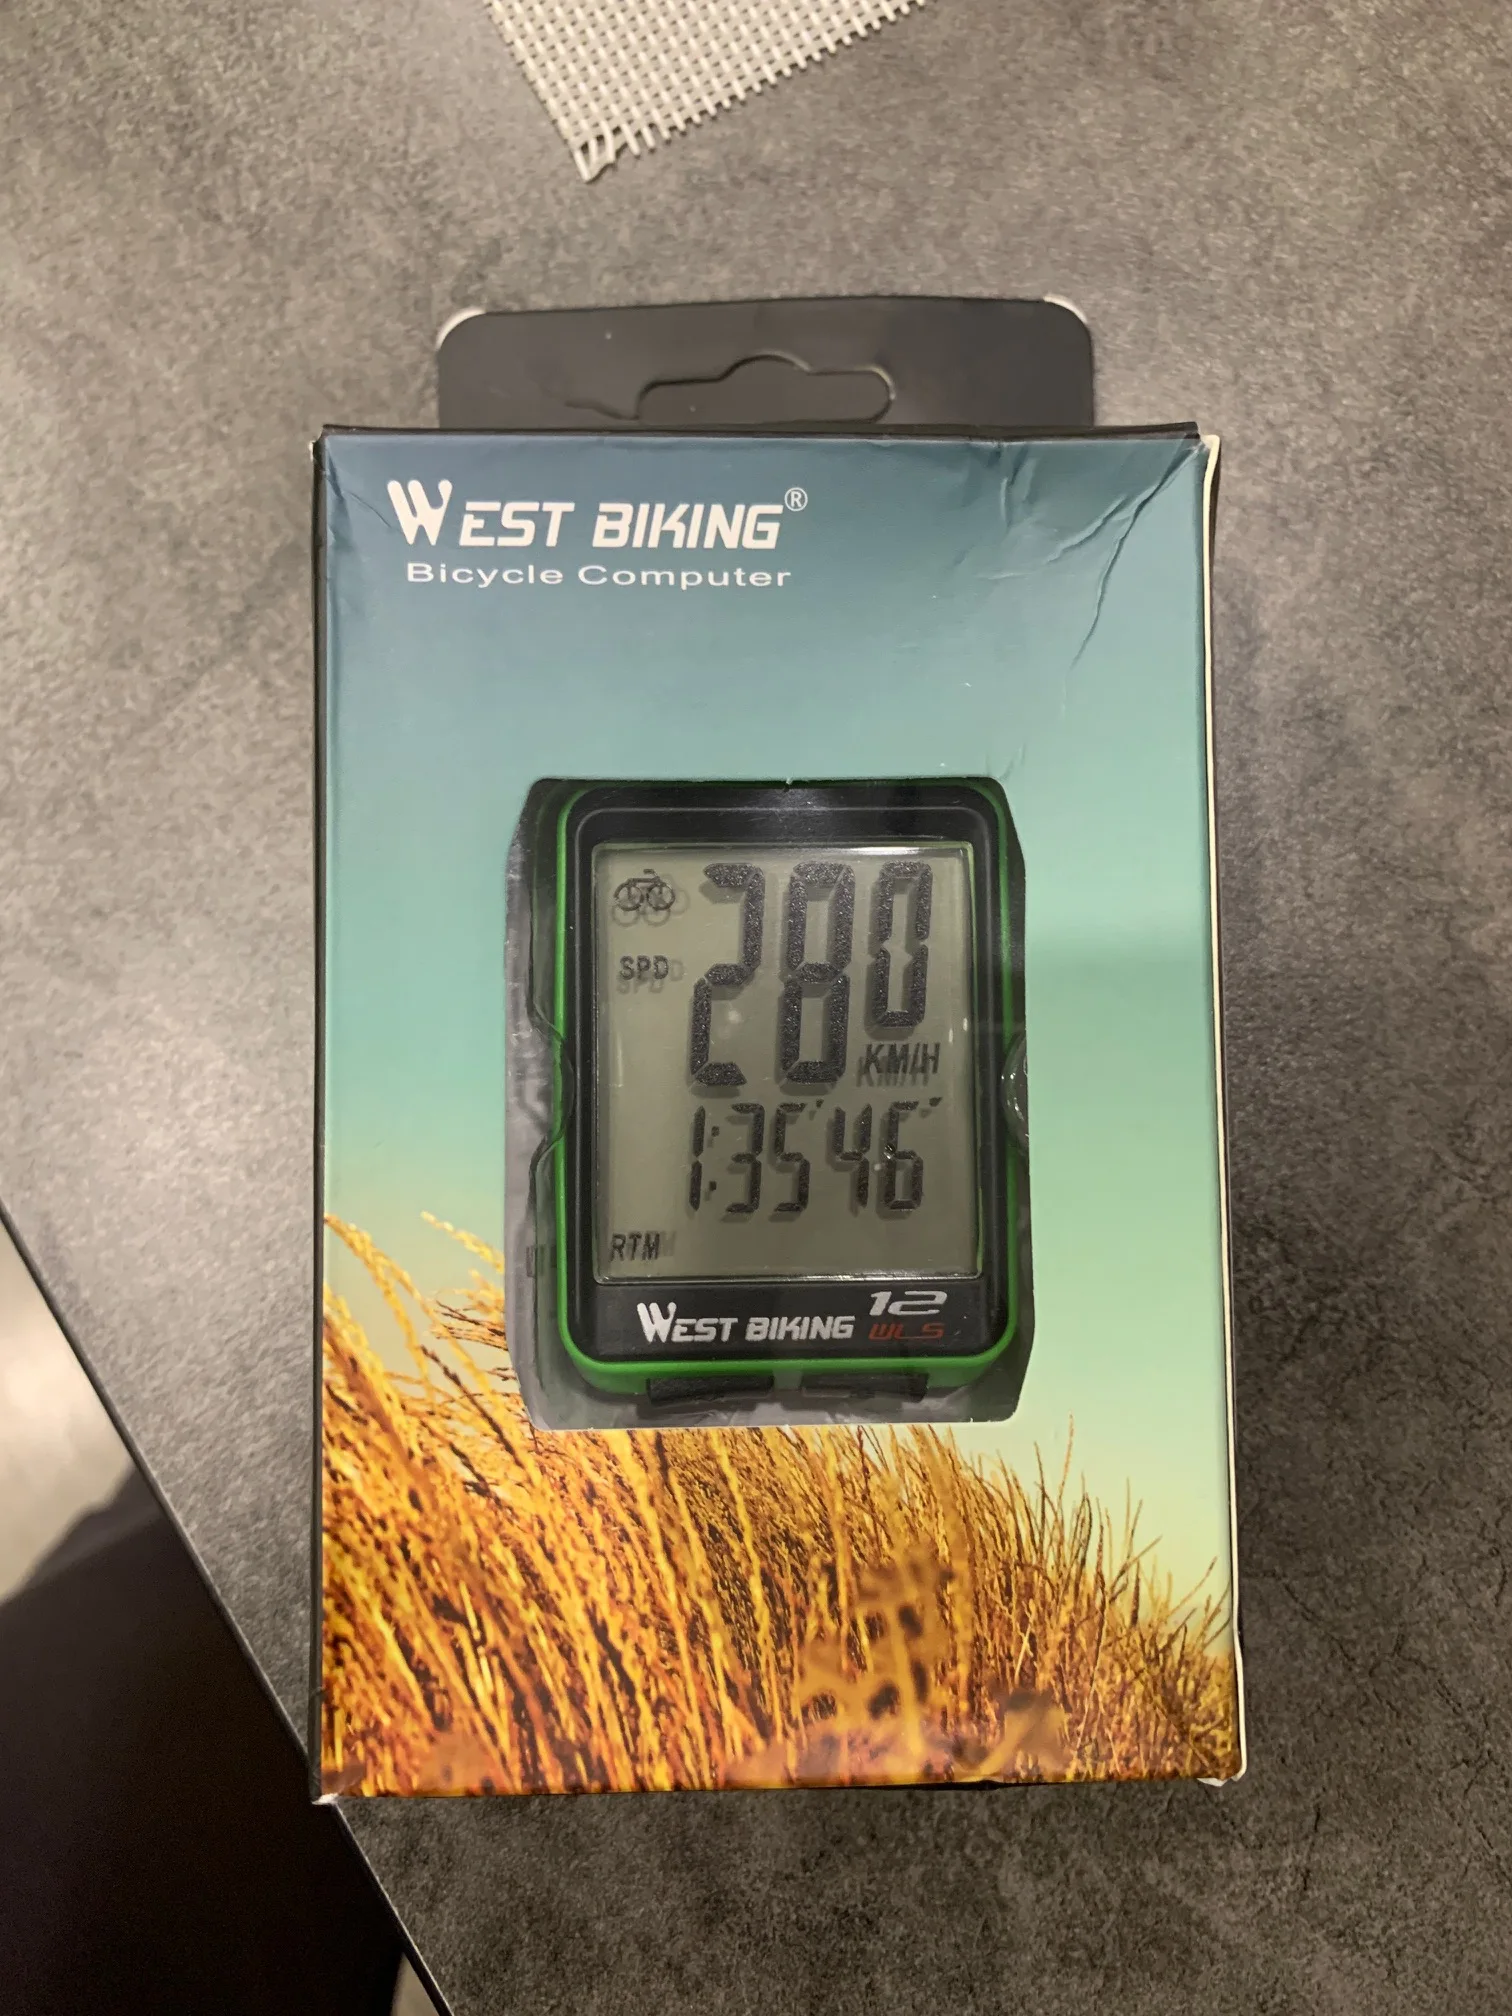 WEST BIKING®
Bicycle Computer
280
SPD
KM/H
1:35'46"
RTM
WEST BIKING 12
WLS